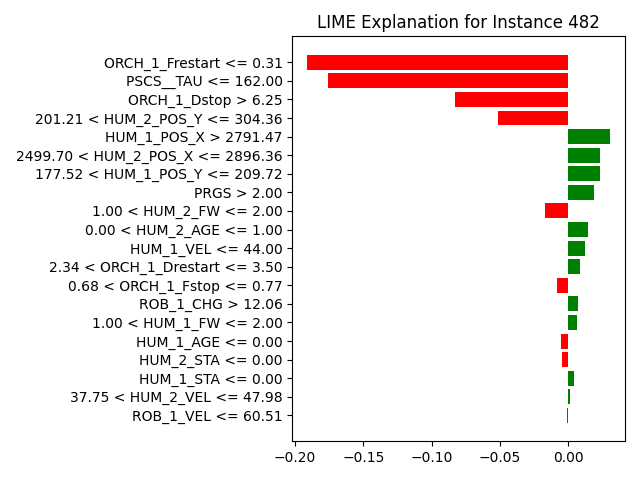 LIME Explanation for Instance 482
ORCH_1_Frestart <= 0.31
PSCS__TAU <= 162.00
ORCH_1_Dstop > 6.25
201.21 < HUM_2_POS_Y <= 304.36
HUM_1_POS_X > 2791.47
2499.70 < HUM_2_POS_X <= 2896.36
177.52 < HUM_1_POS_Y <= 209.72
PRGS > 2.00
1.00 < HUM_2_FW <= 2.00
0.00 < HUM_2_AGE <= 1.00
HUM_1_VEL <= 44.00
2.34 < ORCH_1_Drestart <= 3.50
0.68 < ORCH_1_Fstop <= 0.77
ROB_1_CHG > 12.06
1.00 < HUM_1_FW <= 2.00
HUM_1_AGE <= 0.00
HUM_2_STA <= 0.00
HUM_1_STA <= 0.00
37.75 < HUM_2_VEL <= 47.98
ROB_1_VEL <= 60.51
−0.20 −0.15 −0.10 −0.05 0.00